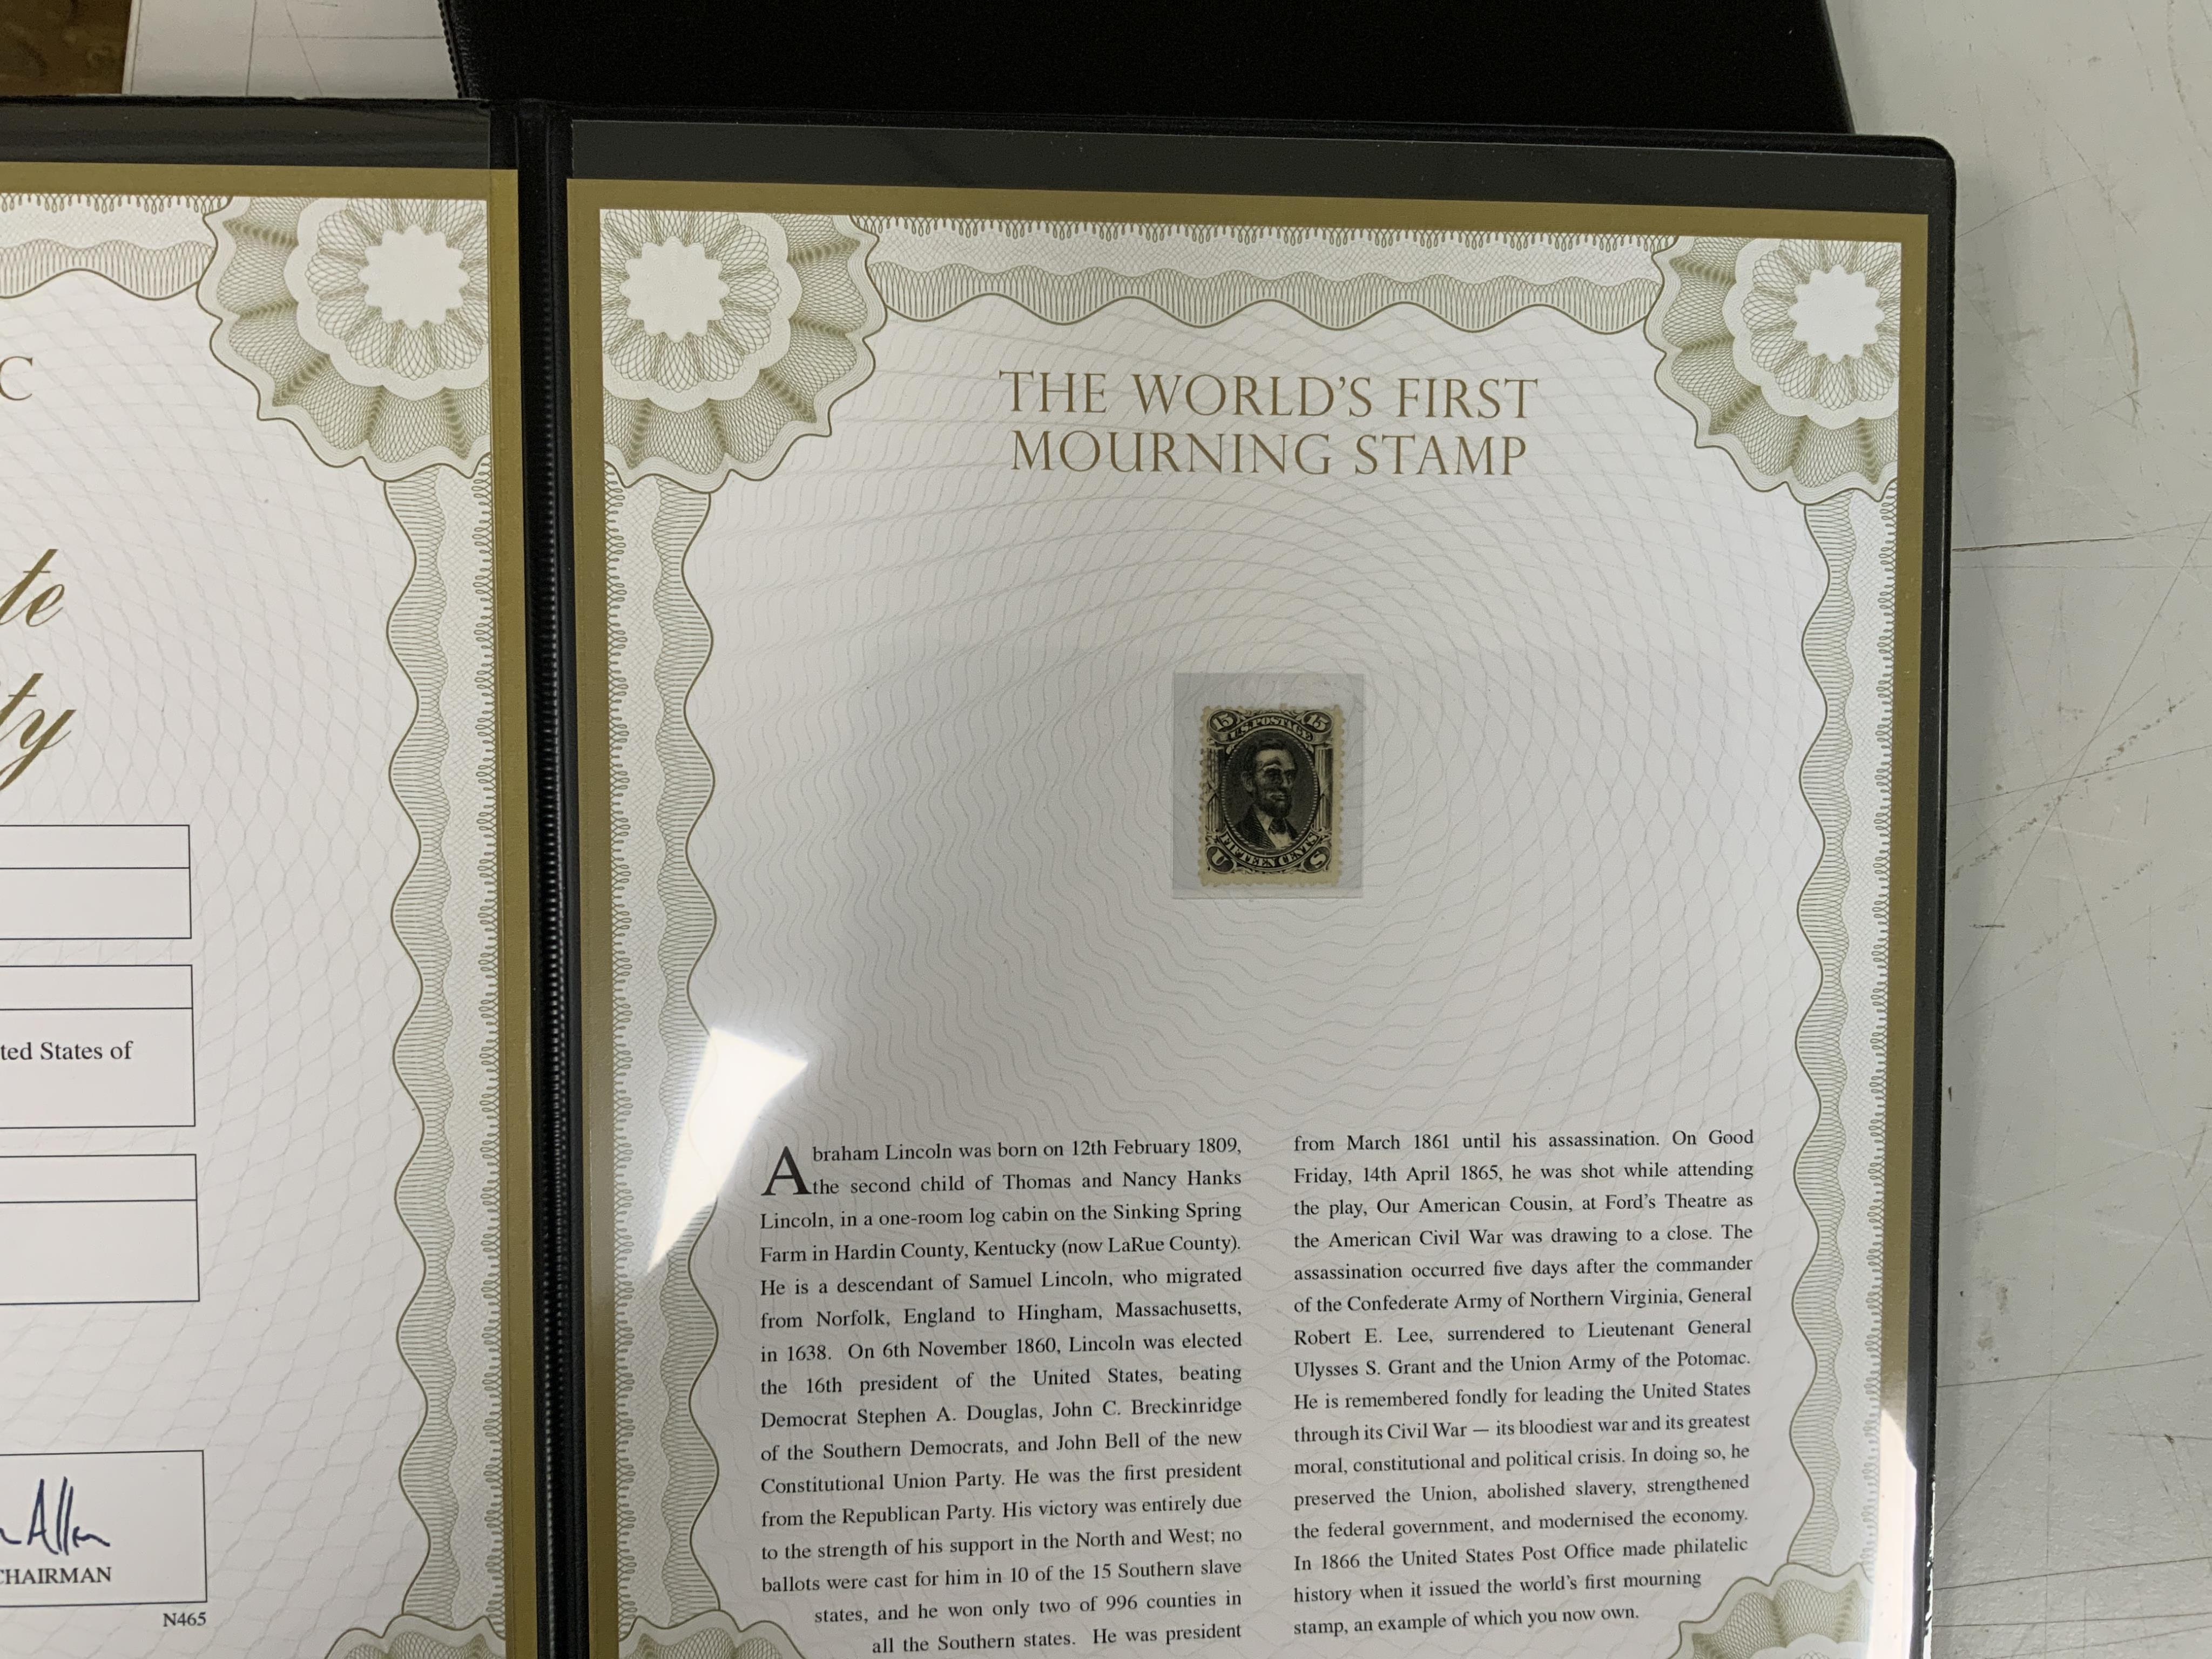 C
te
ty
ted States of
Allen
CHAIRMAN
N465
THE WORLD'S FIRST
MOURNING STAMP
15 15
U.S. POSTAGE
FIFTEEN CENTS
U S
Abraham Lincoln was born on 12th February 1809,
the second child of Thomas and Nancy Hanks
Lincoln, in a one-room log cabin on the Sinking Spring
Farm in Hardin County, Kentucky (now LaRue County).
He is a descendant of Samuel Lincoln, who migrated
from Norfolk, England to Hingham, Massachusetts,
in 1638. On 6th November 1860, Lincoln was elected
the 16th president of the United States, beating
Democrat Stephen A. Douglas, John C. Breckinridge
of the Southern Democrats, and John Bell of the new
Constitutional Union Party. He was the first president
from the Republican Party. His victory was entirely due
to the strength of his support in the North and West; no
ballots were cast for him in 10 of the 15 Southern slave
states, and he won only two of 996 counties in
all the Southern states. He was president
from March 1861 until his assassination. On Good
Friday, 14th April 1865, he was shot while attending
the play, Our American Cousin, at Ford's Theatre as
the American Civil War was drawing to a close. The
assassination occurred five days after the commander
of the Confederate Army of Northern Virginia, General
Robert E. Lee, surrendered to Lieutenant General
Ulysses S. Grant and the Union Army of the Potomac.
He is remembered fondly for leading the United States
through its Civil War — its bloodiest war and its greatest
moral, constitutional and political crisis. In doing so, he
preserved the Union, abolished slavery, strengthened
the federal government, and modernised the economy.
In 1866 the United States Post Office made philatelic
history when it issued the world's first mourning
stamp, an example of which you now own.